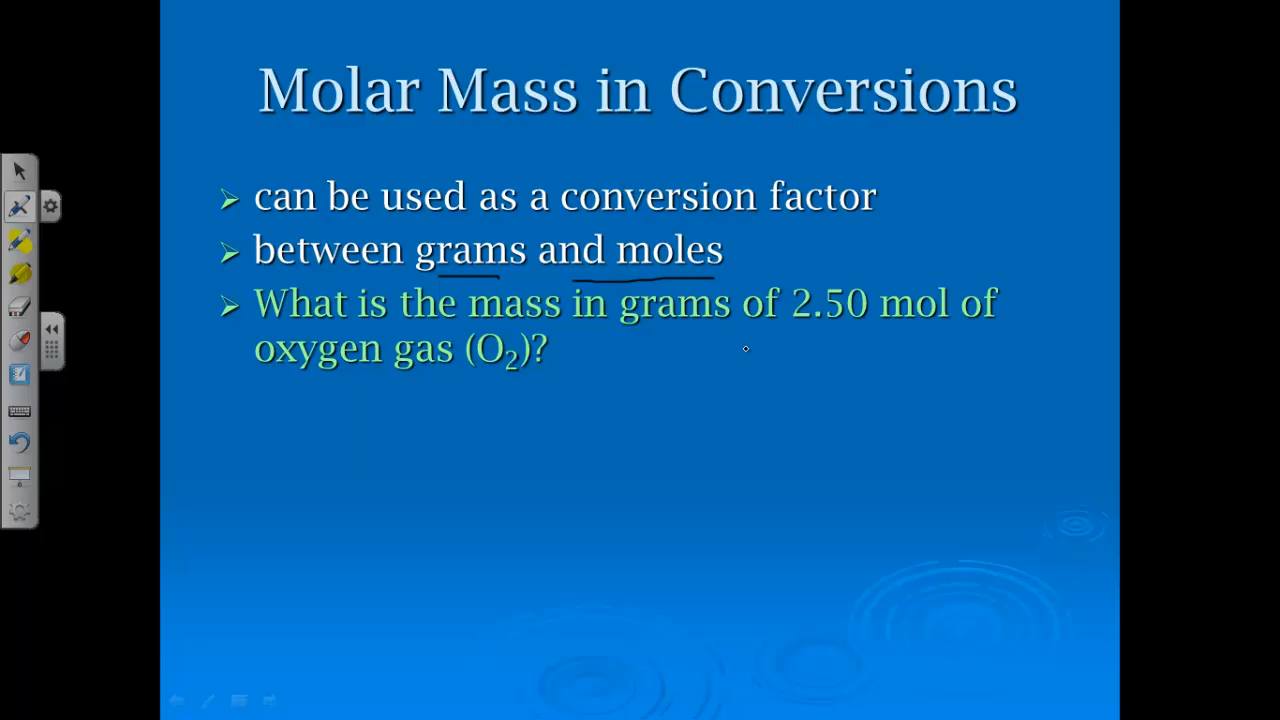 Molar Mass in Conversions
can be used as a conversion factor
between grams and moles
What is the mass in grams of 2.50 mol of
oxygen gas (O₂)?